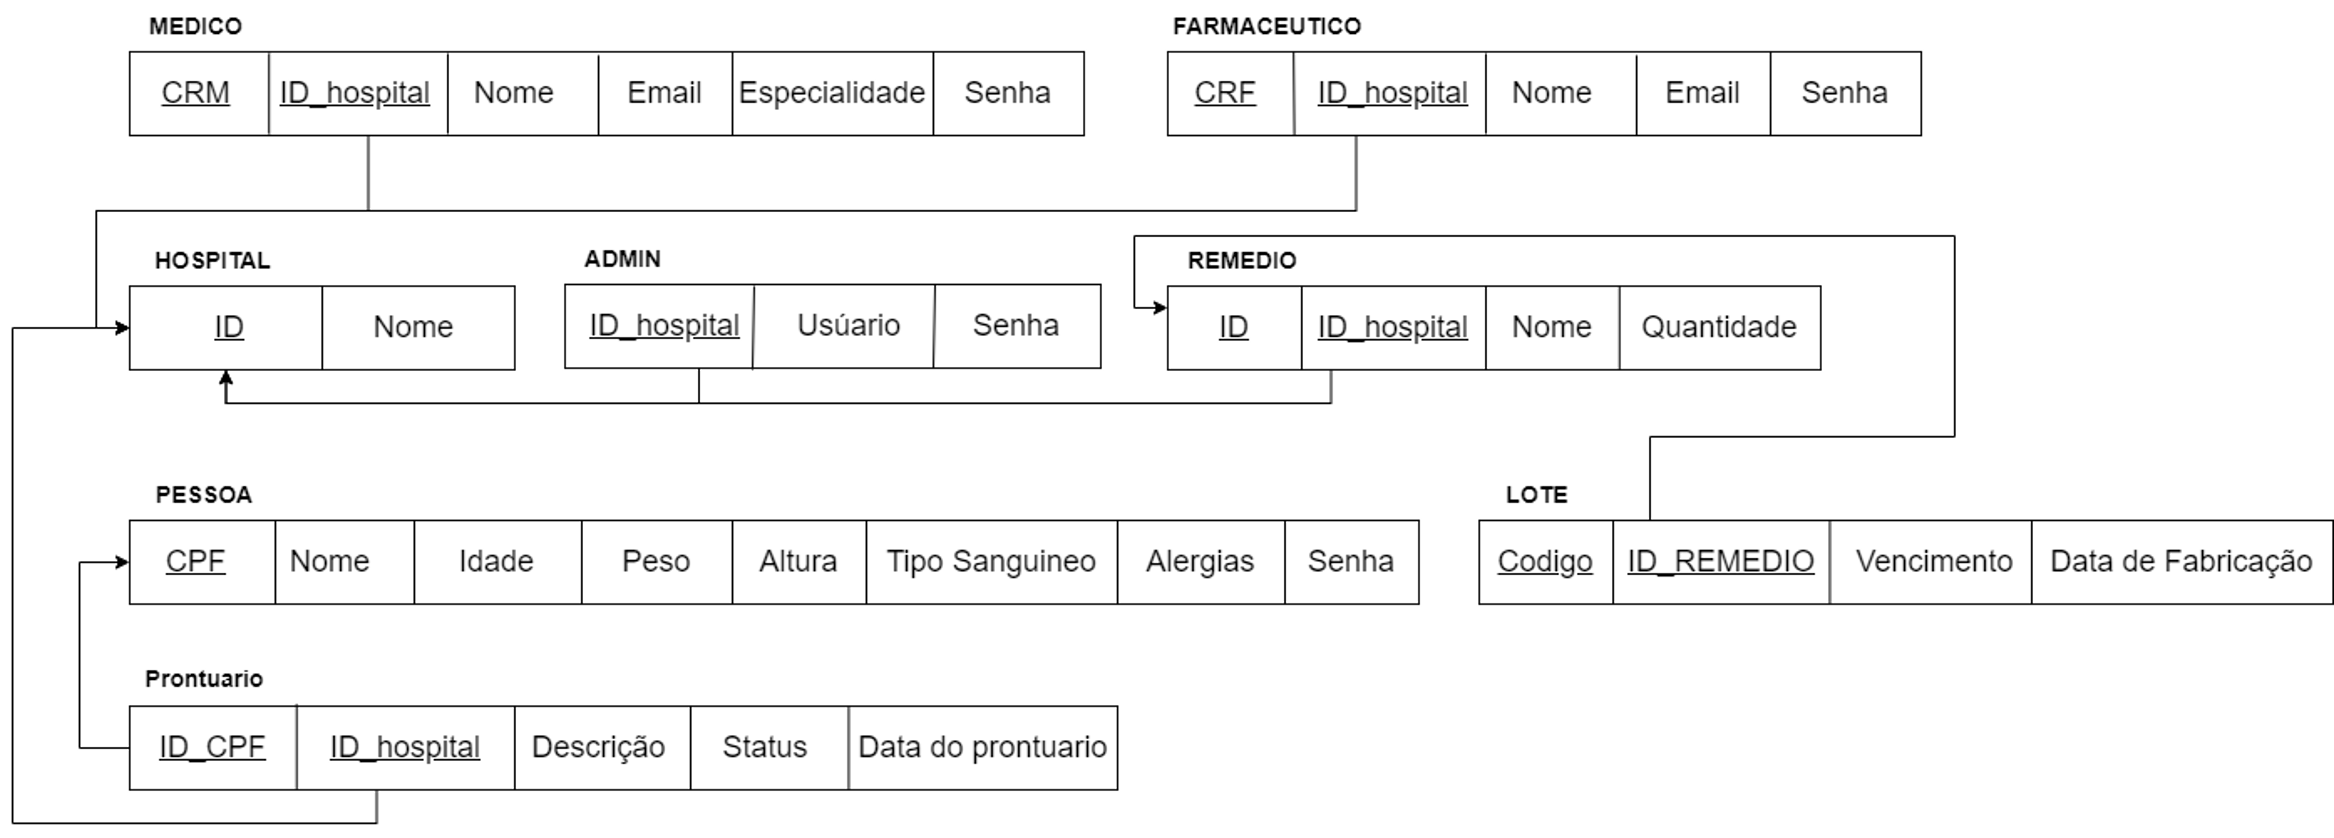 MEDICO
CRM ID_hospital Nome Email Especialidade Senha
FARMACEUTICO
CRF ID_hospital Nome Email Senha
HOSPITAL
ID Nome
ADMIN
ID_hospital Usúario Senha
REMEDIO
ID ID_hospital Nome Quantidade
PESSOA
CPF Nome Idade Peso Altura Tipo Sanguineo Alergias Senha
LOTE
Codigo ID_REMEDIO Vencimento Data de Fabricação
Prontuario
ID_CPF ID_hospital Descrição Status Data do prontuario